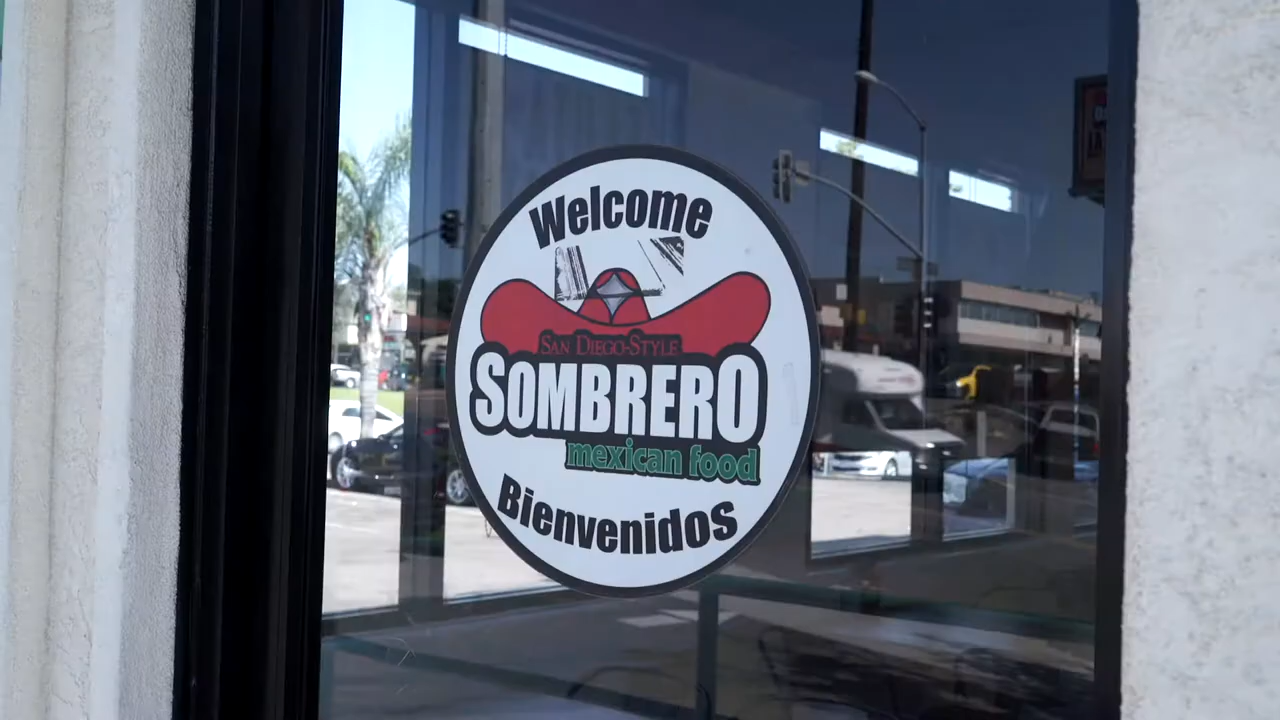 Welcome
SAN DIEGO-STYLE
SOMBRERO
mexican food
Bienvenidos